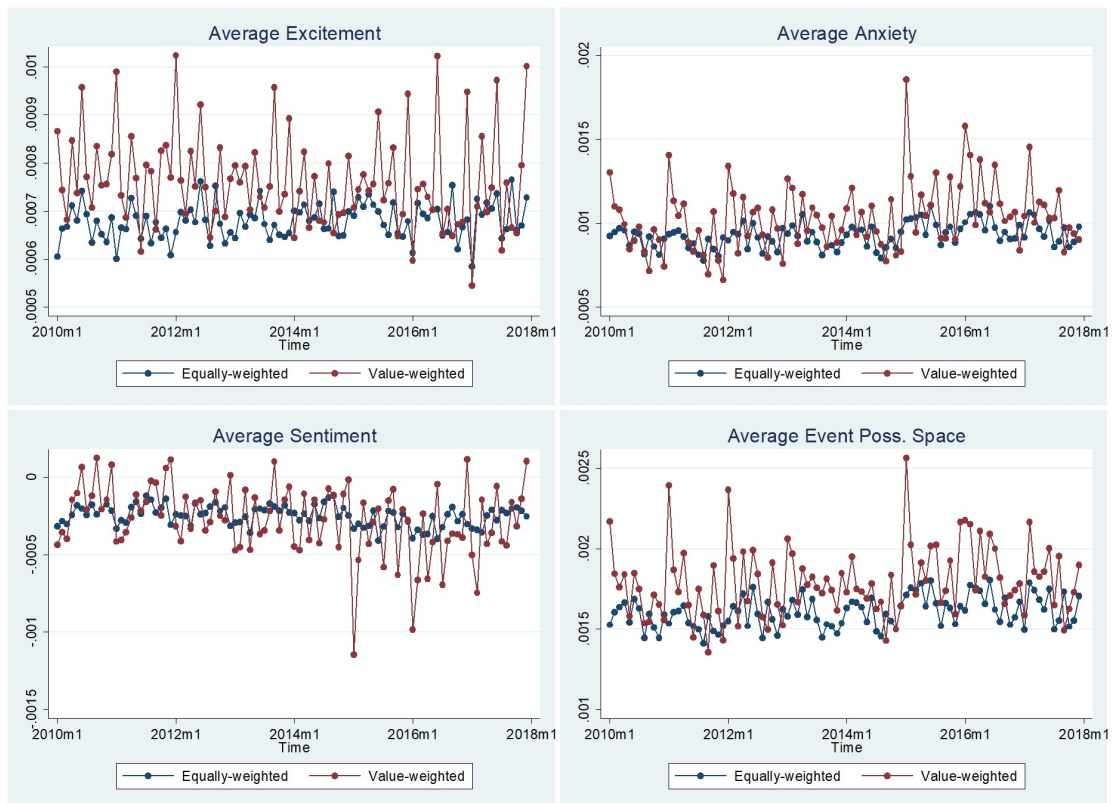 Average Excitement
.001
.0009
.0008
.0007
.0006
.0005
2010m1 2012m1 2014m1 2016m1 2018m1
Time
Equally-weighted Value-weighted
Average Anxiety
.002
.0015
.001
.0005
2010m1 2012m1 2014m1 2016m1 2018m1
Time
Equally-weighted Value-weighted
Average Sentiment
0
-.0005
-.001
-.0015
2010m1 2012m1 2014m1 2016m1 2018m1
Time
Equally-weighted Value-weighted
Average Event Poss. Space
.0025
.002
.0015
.001
2010m1 2012m1 2014m1 2016m1 2018m1
Time
Equally-weighted Value-weighted